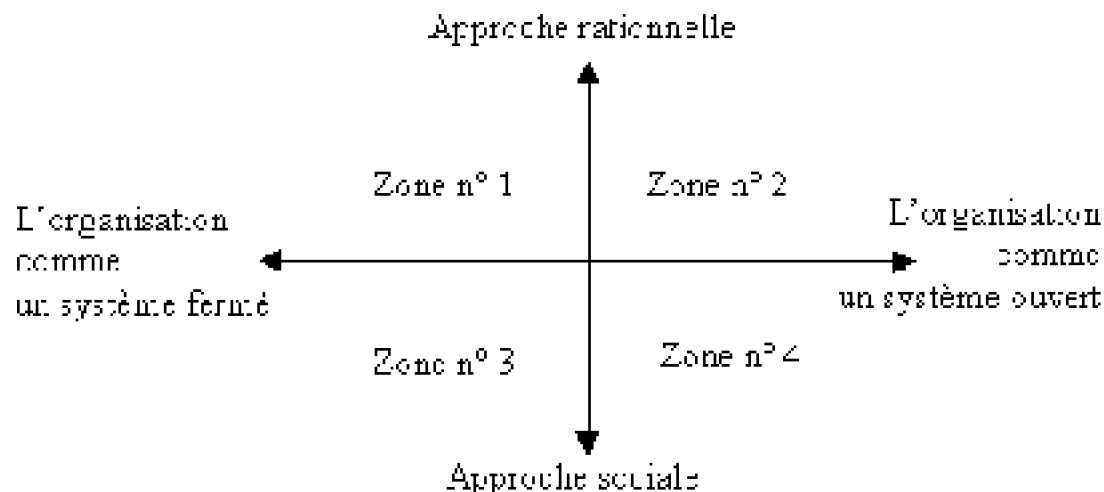 Approche rationnelle
Zone n° 1
Zone n° 2
L'organisation
comme
un système fermé
L'organisation
comme
un système ouvert
Zone n° 3
Zone n° 4
Approche sociale